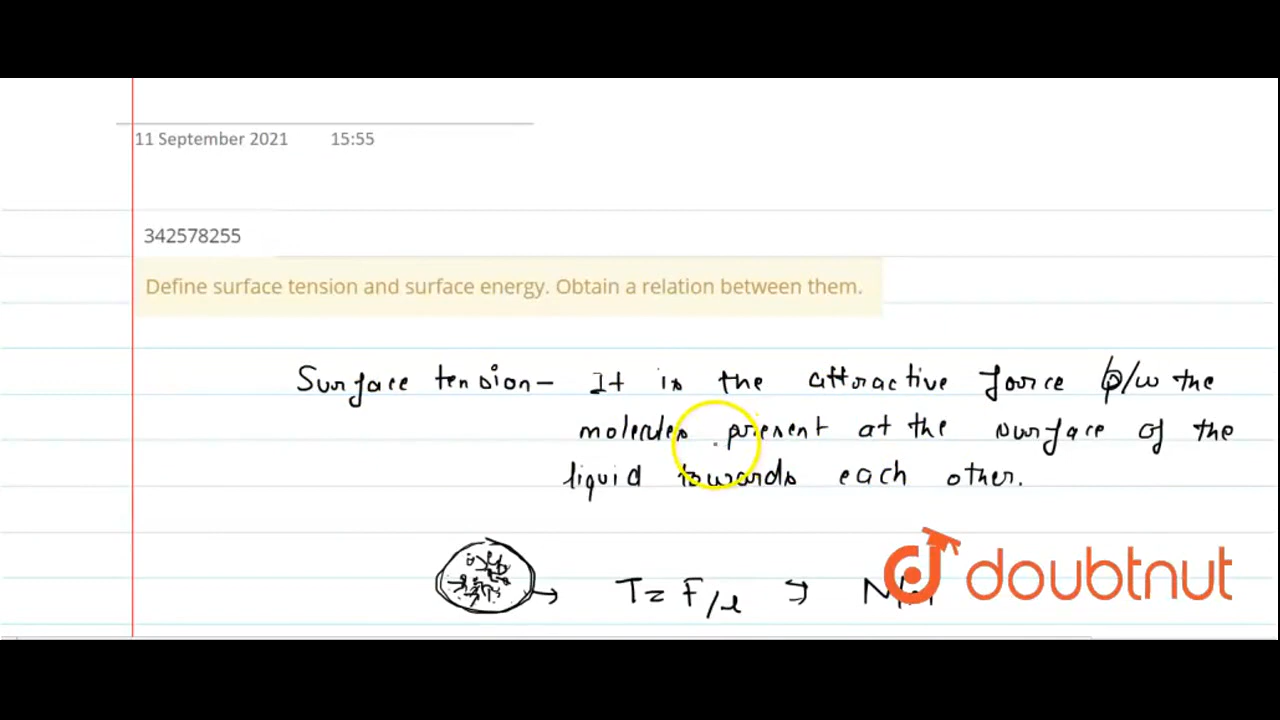 11 September 2021 15:55
342578255
Define surface tension and surface energy. Obtain a relation between them.
Surface tension- It is the attractive force b/w the
molecules present at the surface of the
liquid towards each other.
T = F/l → N/m
doubtnut